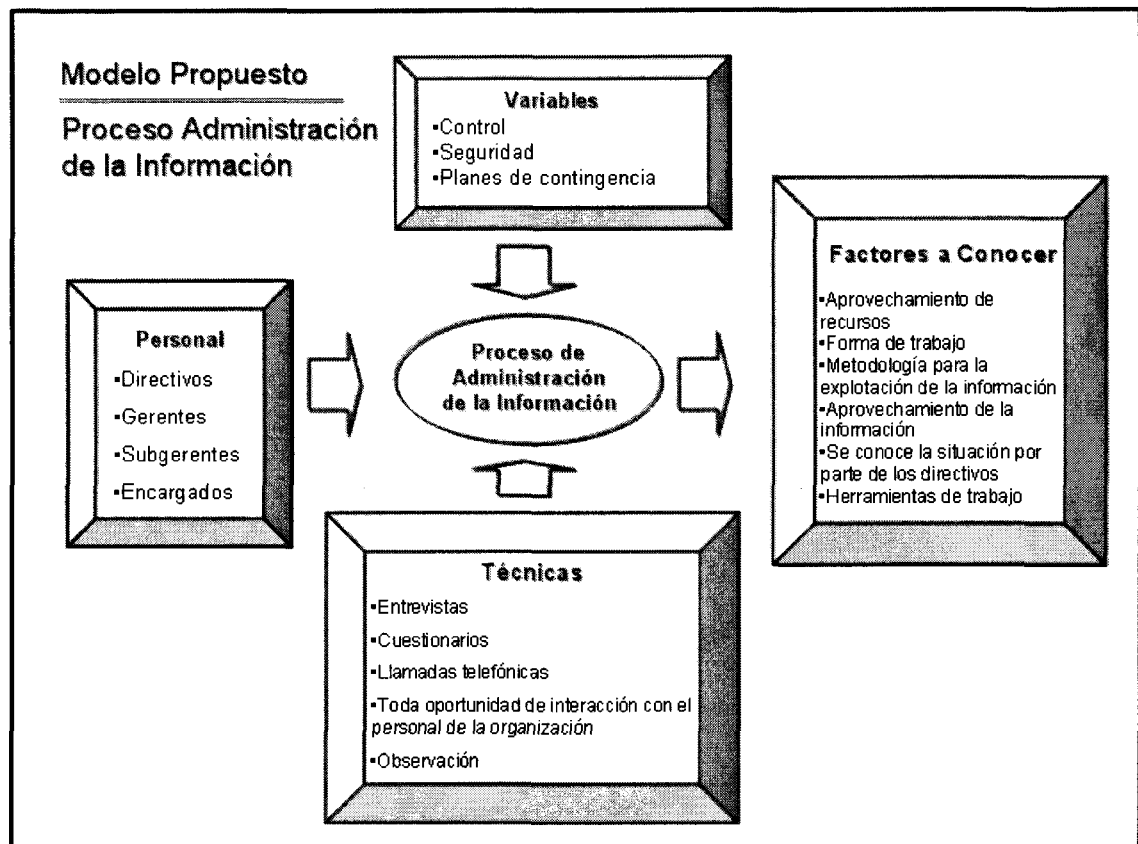 Modelo Propuesto
Proceso Administración
de la Información
Variables
▪Control
▪Seguridad
▪Planes de contingencia
Personal
▪Directivos
▪Gerentes
▪Subgerentes
▪Encargados
Proceso de
Administración
de la Información
Factores a Conocer
▪Aprovechamiento de
recursos
▪Forma de trabajo
▪Metodología para la
explotación de la información
▪Aprovechamiento de la
información
▪Se conoce la situación por
parte de los directivos
▪Herramientas de trabajo
Técnicas
▪Entrevistas
▪Cuestionarios
▪Llamadas telefónicas
▪Toda oportunidad de interacción con el
personal de la organización
▪Observación